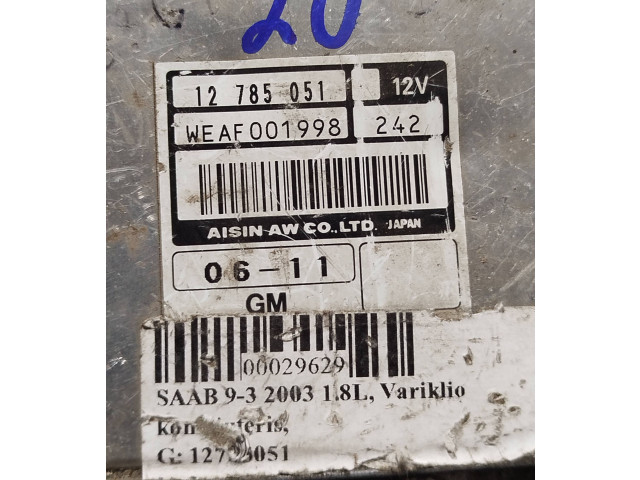 20
12 785 051 12V
WEAF001998 242
AISIN AW CO.,LTD. JAPAN
06-11
GM
00029629
SAAB 9-3 2003 1.8L, Variklio
G: